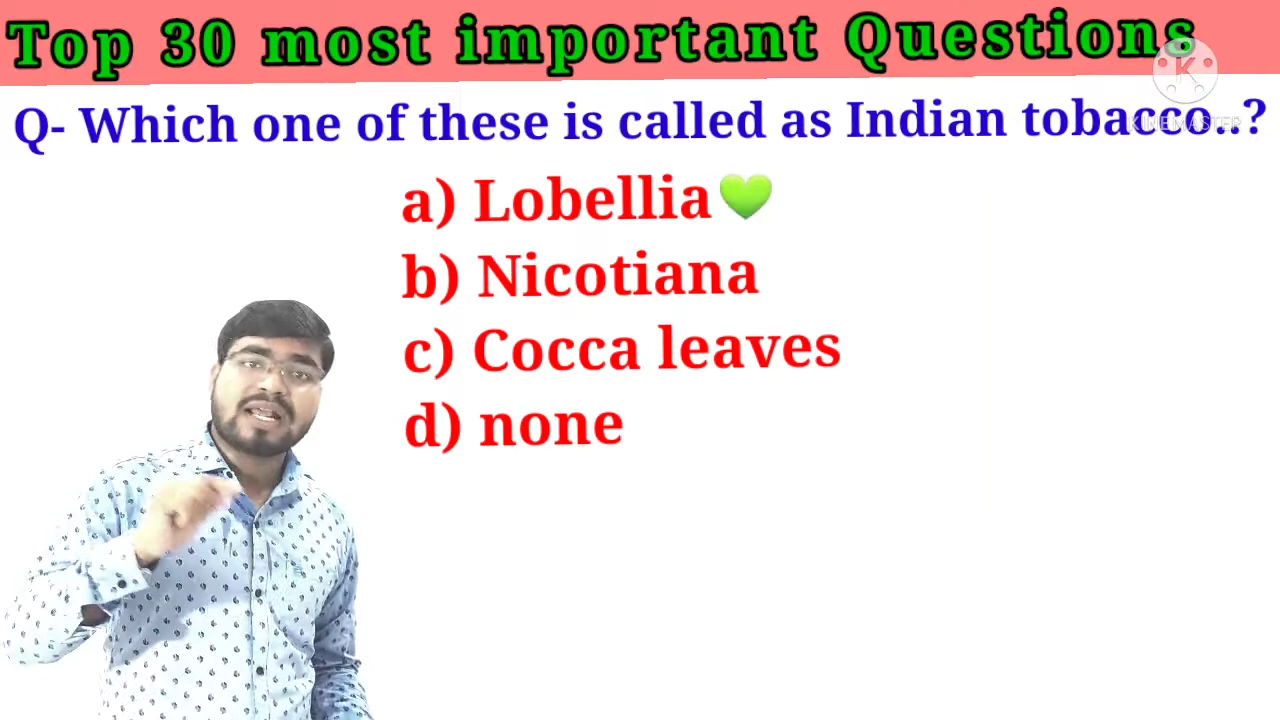 Top 30 most important Questions
Q- Which one of these is called as Indian tobacco..?
a) Lobellia💚
b) Nicotiana
c) Cocca leaves
d) none
K
KINEMASTER